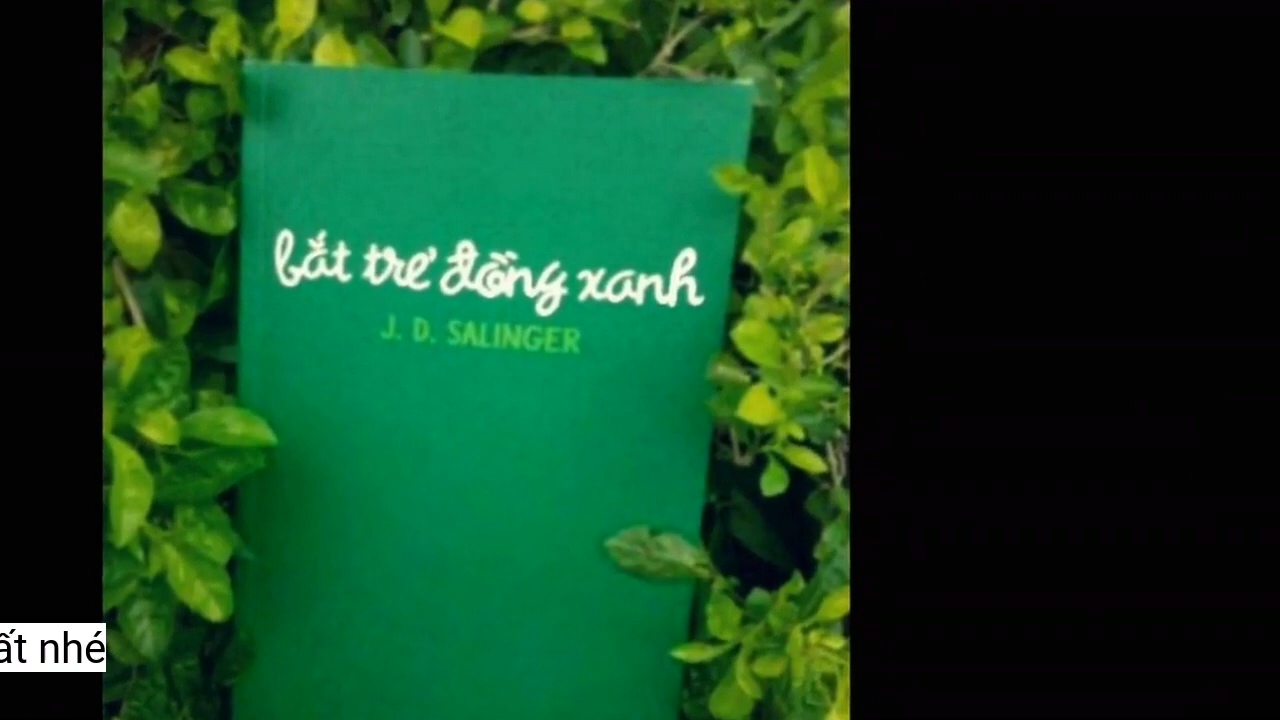 bắt trẻ đồng xanh
J. D. SALINGER
ất nhé